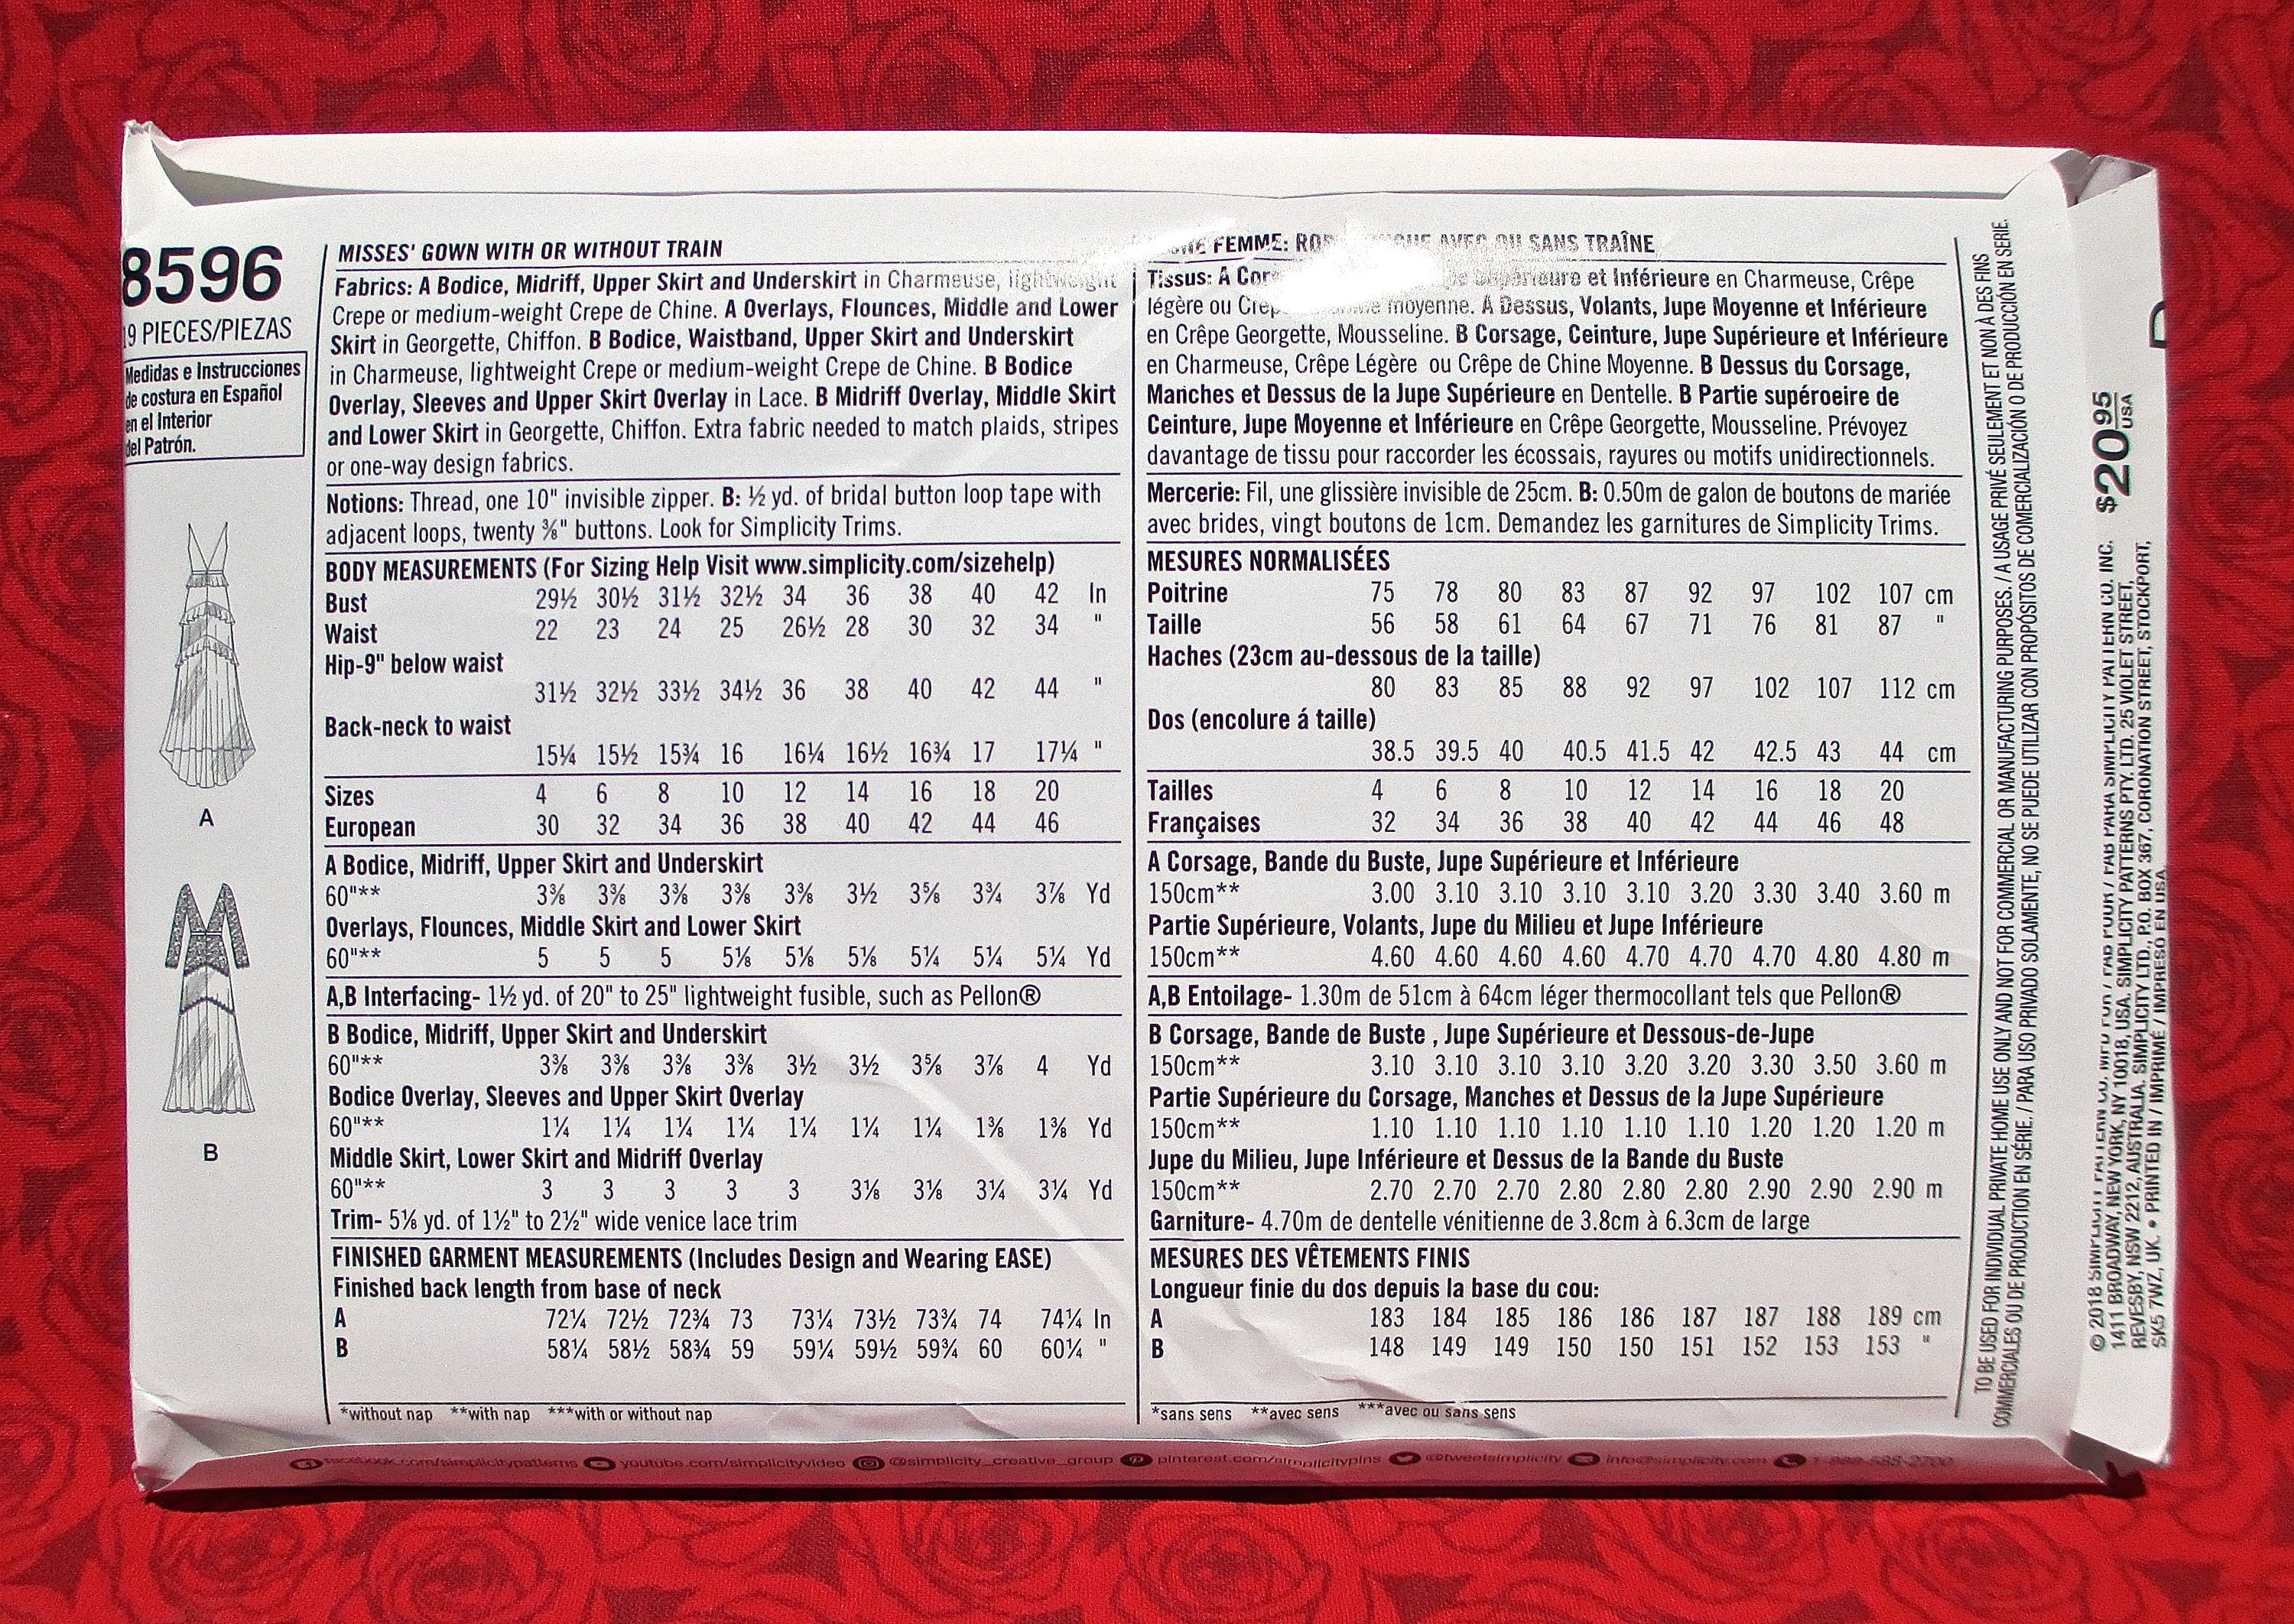 8596
19 PIECES/PIEZAS
Medidas e Instrucciones
de costura en Español
en el Interior
del Patrón.
A
B
MISSES' GOWN WITH OR WITHOUT TRAIN
Fabrics: A Bodice, Midriff, Upper Skirt and Underskirt in Charmeuse, lightweight
Crepe or medium-weight Crepe de Chine. A Overlays, Flounces, Middle and Lower
Skirt in Georgette, Chiffon. B Bodice, Waistband, Upper Skirt and Underskirt
in Charmeuse, lightweight Crepe or medium-weight Crepe de Chine. B Bodice
Overlay, Sleeves and Upper Skirt Overlay in Lace. B Midriff Overlay, Middle Skirt
and Lower Skirt in Georgette, Chiffon. Extra fabric needed to match plaids, stripes
or one-way design fabrics.
Notions: Thread, one 10" invisible zipper. B: ½ yd. of bridal button loop tape with
adjacent loops, twenty ⅜" buttons. Look for Simplicity Trims.
BODY MEASUREMENTS (For Sizing Help Visit www.simplicity.com/sizehelp)
Bust 29½ 30½ 31½ 32½ 34 36 38 40 42 In
Waist 22 23 24 25 26½ 28 30 32 34 "
Hip-9" below waist
31½ 32½ 33½ 34½ 36 38 40 42 44 "
Back-neck to waist
15¼ 15½ 15¾ 16 16¼ 16½ 16¾ 17 17¼ "
Sizes 4 6 8 10 12 14 16 18 20
European 30 32 34 36 38 40 42 44 46
A Bodice, Midriff, Upper Skirt and Underskirt
60"** 3⅜ 3⅜ 3⅜ 3⅜ 3⅜ 3½ 3⅝ 3¾ 3⅞ Yd
Overlays, Flounces, Middle Skirt and Lower Skirt
60"** 5 5 5 5⅛ 5⅛ 5⅛ 5¼ 5¼ 5¼ Yd
A,B Interfacing- 1½ yd. of 20" to 25" lightweight fusible, such as Pellon®
B Bodice, Midriff, Upper Skirt and Underskirt
60"** 3⅜ 3⅜ 3⅜ 3⅜ 3½ 3½ 3⅝ 3⅞ 4 Yd
Bodice Overlay, Sleeves and Upper Skirt Overlay
60"** 1¼ 1¼ 1¼ 1¼ 1¼ 1¼ 1¼ 1⅜ 1⅜ Yd
Middle Skirt, Lower Skirt and Midriff Overlay
60"** 3 3 3 3 3 3⅛ 3⅛ 3¼ 3¼ Yd
Trim- 5⅛ yd. of 1½" to 2½" wide venice lace trim
FINISHED GARMENT MEASUREMENTS (Includes Design and Wearing EASE)
Finished back length from base of neck
A 72¼ 72½ 72¾ 73 73¼ 73½ 73¾ 74 74¼ In
B 58¼ 58½ 58¾ 59 59¼ 59½ 59¾ 60 60¼ "
*without nap **with nap ***with or without nap
FEMME: AVEC OU SANS TRAÎNE
Tissus: A et Inférieure en Charmeuse, Crêpe
légère ou moyenne. A Dessus, Volants, Jupe Moyenne et Inférieure
en Crêpe Georgette, Mousseline. B Corsage, Ceinture, Jupe Supérieure et Inférieure
en Charmeuse, Crêpe Légère ou Crêpe de Chine Moyenne. B Dessus du Corsage,
Manches et Dessus de la Jupe Supérieure en Dentelle. B Partie supéroeire de
Ceinture, Jupe Moyenne et Inférieure en Crêpe Georgette, Mousseline. Prévoyez
davantage de tissu pour raccorder les écossais, rayures ou motifs unidirectionnels.
Mercerie: Fil, une glissière invisible de 25cm. B: 0.50m de galon de boutons de mariée
avec brides, vingt boutons de 1cm. Demandez les garnitures de Simplicity Trims.
MESURES NORMALISÉES
Poitrine 75 78 80 83 87 92 97 102 107 cm
Taille 56 58 61 64 67 71 76 81 87 "
Haches (23cm au-dessous de la taille)
80 83 85 88 92 97 102 107 112 cm
Dos (encolure á taille)
38.5 39.5 40 40.5 41.5 42 42.5 43 44 cm
Tailles 4 6 8 10 12 14 16 18 20
Françaises 32 34 36 38 40 42 44 46 48
A Corsage, Bande du Buste, Jupe Supérieure et Inférieure
150cm** 3.00 3.10 3.10 3.10 3.10 3.20 3.30 3.40 3.60 m
Partie Supérieure, Volants, Jupe du Milieu et Jupe Inférieure
150cm** 4.60 4.60 4.60 4.60 4.70 4.70 4.70 4.80 4.80 m
A,B Entoilage- 1.30m de 51cm à 64cm léger thermocollant tels que Pellon®
B Corsage, Bande de Buste , Jupe Supérieure et Dessous-de-Jupe
150cm** 3.10 3.10 3.10 3.10 3.20 3.20 3.30 3.50 3.60 m
Partie Supérieure du Corsage, Manches et Dessus de la Jupe Supérieure
150cm** 1.10 1.10 1.10 1.10 1.10 1.10 1.20 1.20 1.20 m
Jupe du Milieu, Jupe Inférieure et Dessus de la Bande du Buste
150cm** 2.70 2.70 2.70 2.80 2.80 2.80 2.90 2.90 2.90 m
Garniture- 4.70m de dentelle vénitienne de 3.8cm à 6.3cm de large
MESURES DES VÊTEMENTS FINIS
Longueur finie du dos depuis la base du cou:
A 183 184 185 186 186 187 187 188 189 cm
B 148 149 149 150 150 151 152 153 153 "
*sans sens **avec sens ***avec ou sans sens
TO BE USED FOR INDIVIDUAL PRIVATE HOME USE ONLY AND NOT FOR COMMERCIAL OR MANUFACTURING PURPOSES. / A USAGE PRIVÉ SEULEMENT ET NON À DES FINS
COMMERCIALES OU DE PRODUCTION EN SÉRIE. / PARA USO PRIVADO SOLAMENTE, NO SE PUEDE UTILIZAR CON PROPÓSITOS DE COMERCIALIZACIÓN O DE PRODUCCIÓN EN SERIE.
$20.95
USA
© 2018 SIMPLICITY PATTERN CO. INC.
1411 BROADWAY, NEW YORK, NY 10018, USA. SIMPLICITY PATTERNS PTY. LTD. 25 VIOLET STREET,
REVESBY, NSW 2212, AUSTRALIA. SIMPLICITY LTD., P.O. BOX 367, CORONATION STREET, STOCKPORT,
SK5 7WZ, UK. • PRINTED IN / IMPRIMÉ / IMPRESO EN USA.
facebook.com/simplicitypatterns youtube.com/simplicityvideo @simplicity_creative_group pinterest.com/simplicitypins @tweetsimplicity info@simplicity.com 1-888-588-2700